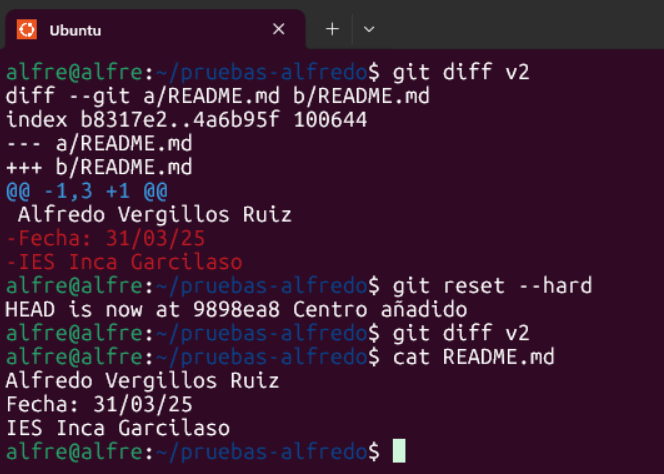 Ubuntu
alfre@alfre:~/pruebas-alfredo$ git diff v2
diff --git a/README.md b/README.md
index b8317e2..4a6b95f 100644
--- a/README.md
+++ b/README.md
@@ -1,3 +1 @@
 Alfredo Vergillos Ruiz
-Fecha: 31/03/25
-IES Inca Garcilaso
alfre@alfre:~/pruebas-alfredo$ git reset --hard
HEAD is now at 9898ea8 Centro añadido
alfre@alfre:~/pruebas-alfredo$ git diff v2
alfre@alfre:~/pruebas-alfredo$ cat README.md
Alfredo Vergillos Ruiz
Fecha: 31/03/25
IES Inca Garcilaso
alfre@alfre:~/pruebas-alfredo$